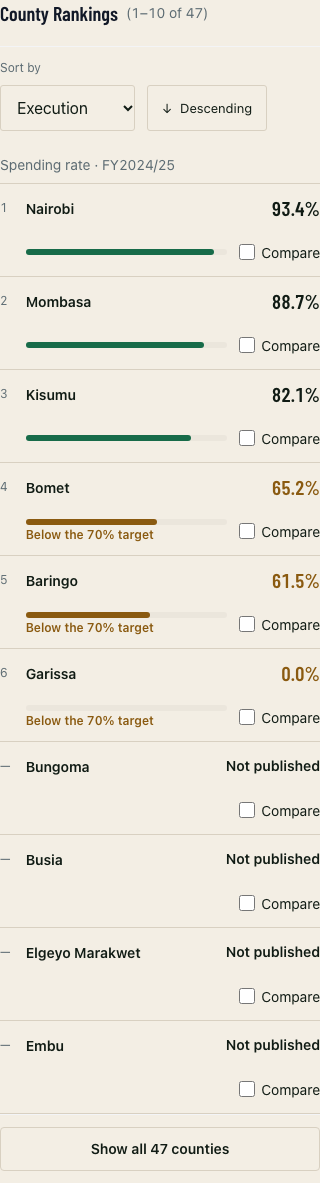 County Rankings (1–10 of 47)
Sort by
Execution
↓ Descending
Spending rate · FY2024/25
1 Nairobi 93.4%
Compare
2 Mombasa 88.7%
Compare
3 Kisumu 82.1%
Compare
4 Bomet 65.2%
Below the 70% target Compare
5 Baringo 61.5%
Below the 70% target Compare
6 Garissa 0.0%
Below the 70% target Compare
— Bungoma Not published
Compare
— Busia Not published
Compare
— Elgeyo Marakwet Not published
Compare
— Embu Not published
Compare
Show all 47 counties